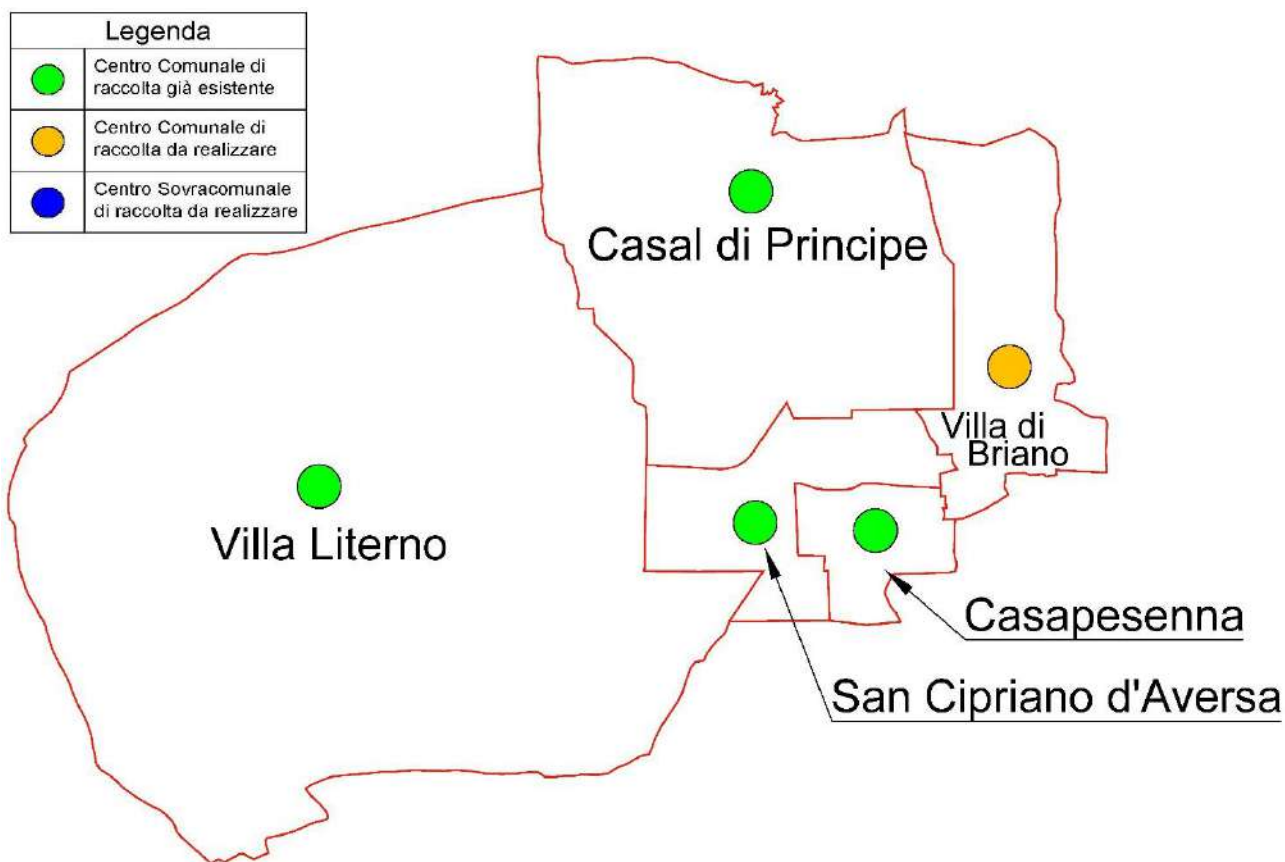 Legenda
Centro Comunale di
raccolta già esistente
Centro Comunale di
raccolta da realizzare
Centro Sovracomunale
di raccolta da realizzare
Casal di Principe
Villa di
Briano
Villa Literno
Casapesenna
San Cipriano d'Aversa